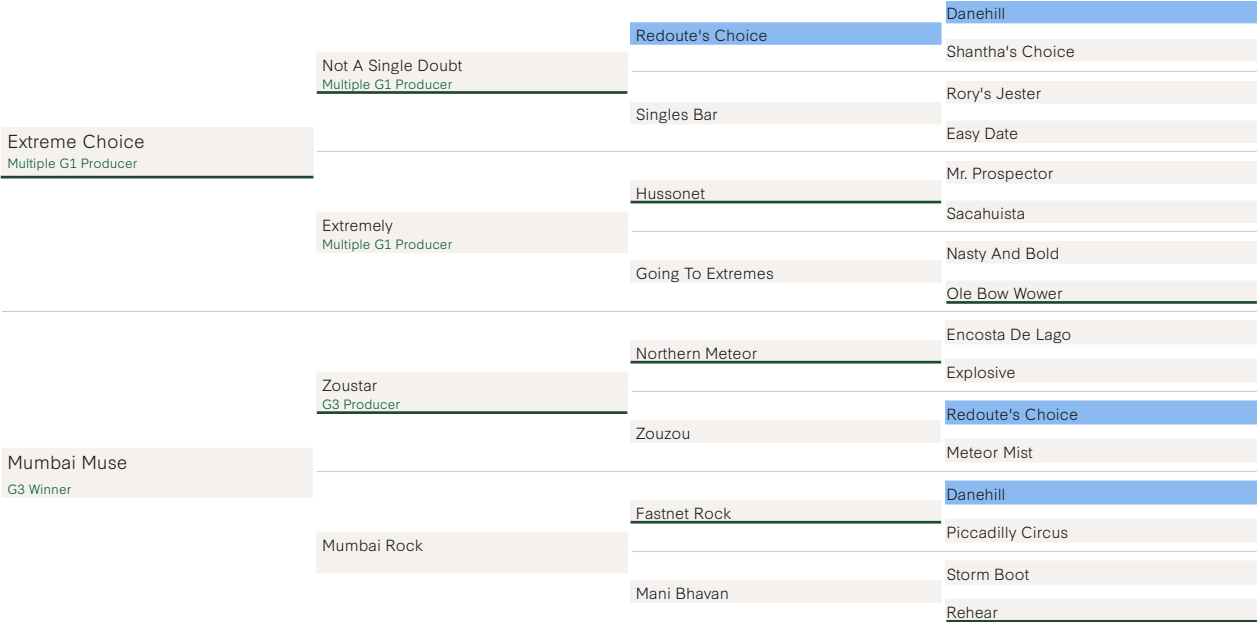 Extreme Choice
Multiple G1 Producer
Mumbai Muse
G3 Winner
Not A Single Doubt
Multiple G1 Producer
Extremely
Multiple G1 Producer
Zoustar
G3 Producer
Mumbai Rock
Redoute's Choice
Singles Bar
Hussonet
Going To Extremes
Northern Meteor
Zouzou
Fastnet Rock
Mani Bhavan
Danehill
Shantha's Choice
Rory's Jester
Easy Date
Mr. Prospector
Sacahuista
Nasty And Bold
Ole Bow Wower
Encosta De Lago
Explosive
Redoute's Choice
Meteor Mist
Danehill
Piccadilly Circus
Storm Boot
Rehear